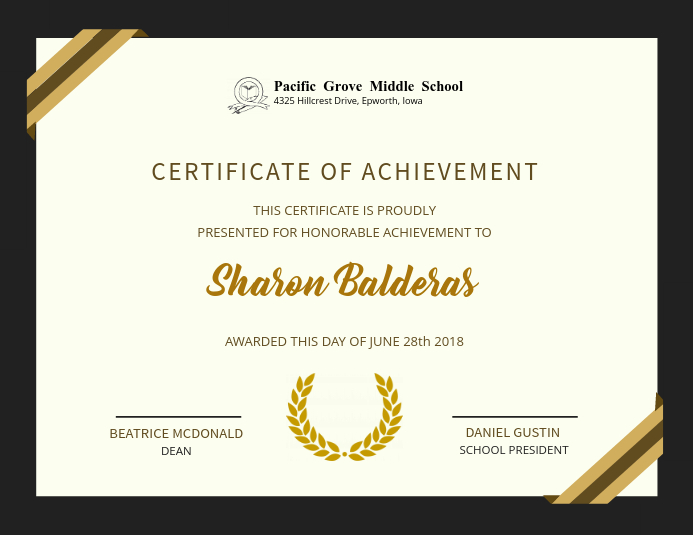 Pacific Grove Middle School
4325 Hillcrest Drive, Epworth, Iowa
CERTIFICATE OF ACHIEVEMENT
THIS CERTIFICATE IS PROUDLY
PRESENTED FOR HONORABLE ACHIEVEMENT TO
Sharon Balderas
AWARDED THIS DAY OF JUNE 28th 2018
BEATRICE MCDONALD
DEAN
DANIEL GUSTIN
SCHOOL PRESIDENT